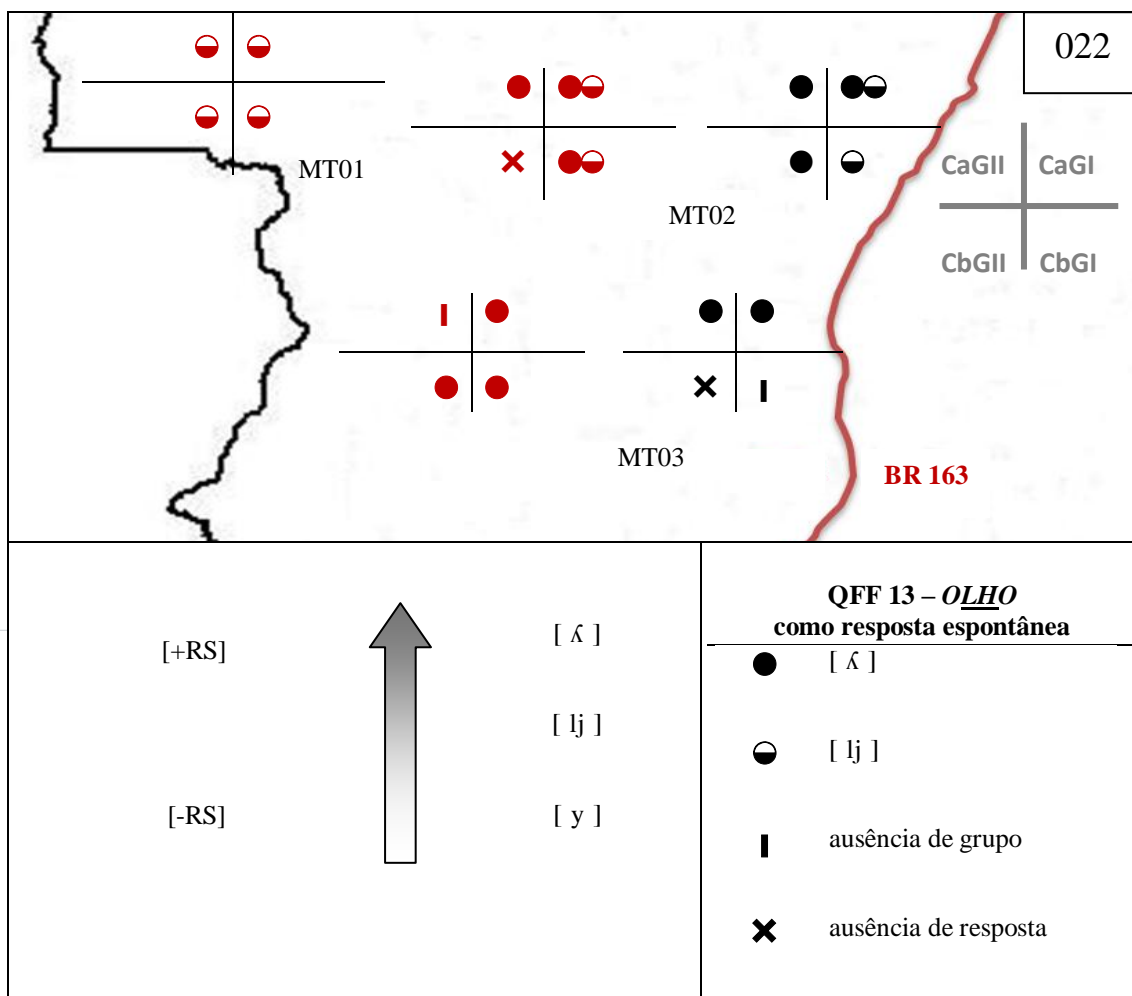 022
MT01
CaGII CaGI
MT02
CbGII CbGI
MT03
BR 163
[+RS]
[-RS]
[ ʎ ]
[ lj ]
[ y ]
QFF 13 – OLHO
como resposta espontânea
[ ʎ ]
[ lj ]
ausência de grupo
ausência de resposta